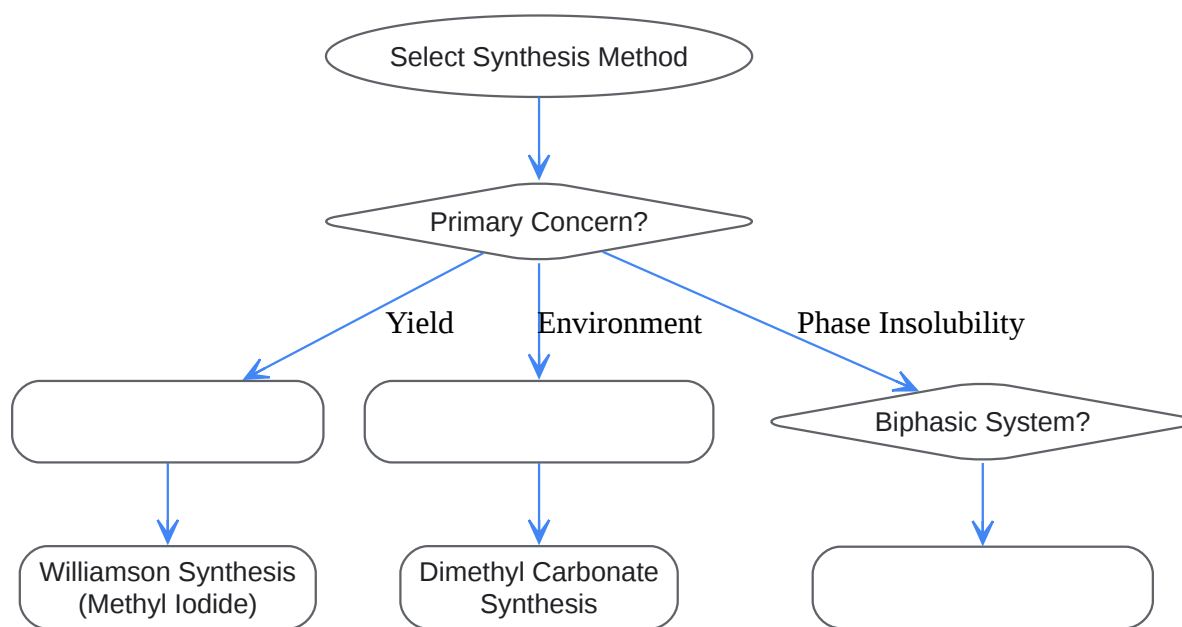 Select Synthesis Method
Primary Concern?
Yield
Environment
Phase Insolubility
Biphasic System?
Williamson Synthesis
(Methyl Iodide)
Dimethyl Carbonate
Synthesis